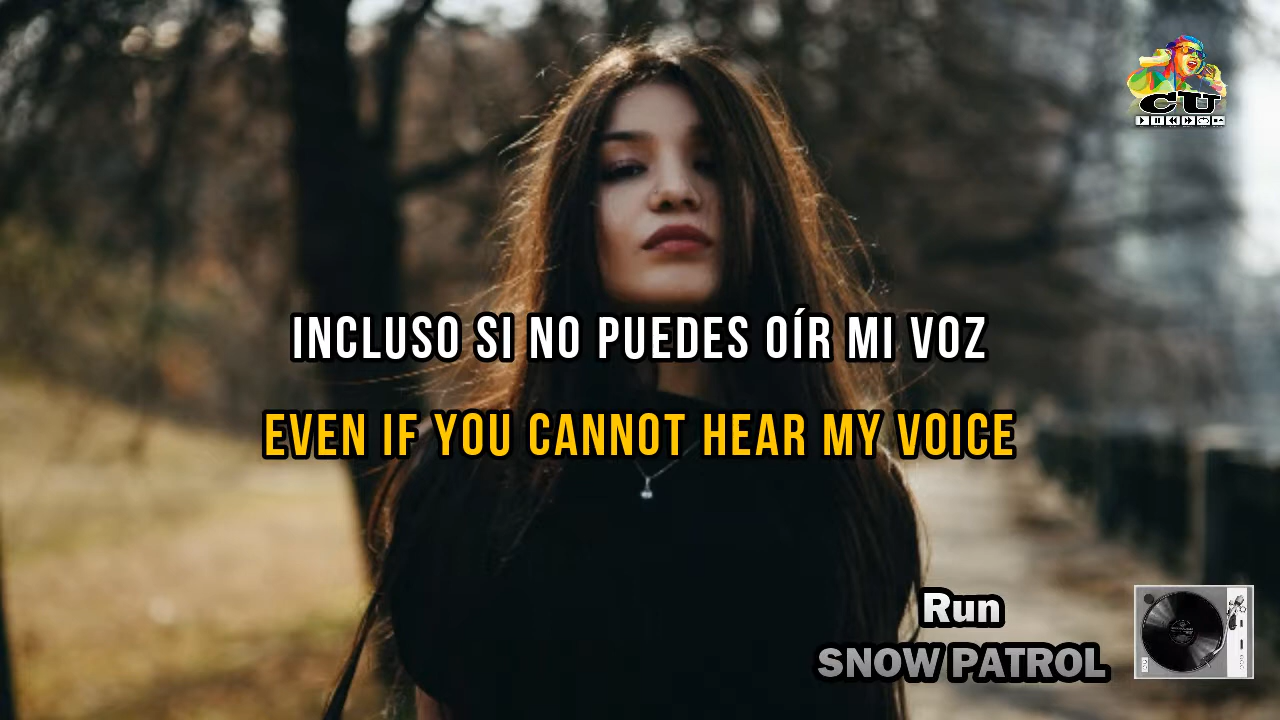 CU
INCLUSO SI NO PUEDES OÍR MI VOZ
EVEN IF YOU CANNOT HEAR MY VOICE
Run
SNOW PATROL